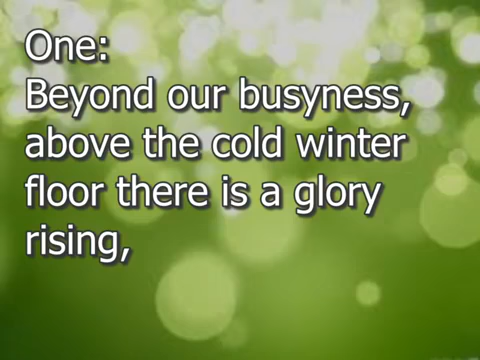 One:
Beyond our busyness,
above the cold winter
floor there is a glory
rising,